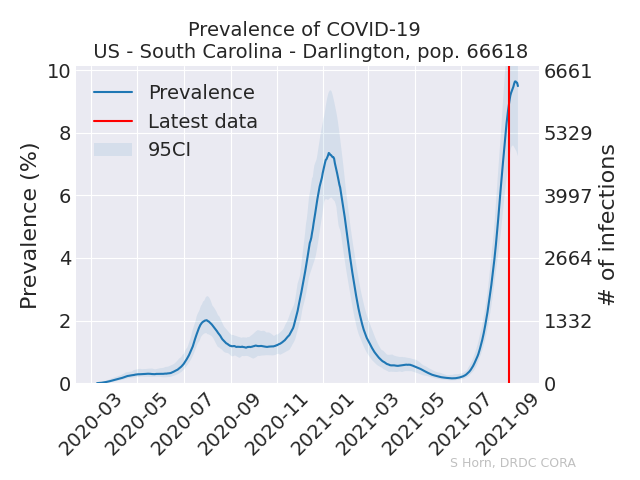 Prevalence of COVID-19
US - South Carolina - Darlington, pop. 66618
Prevalence
Latest data
95CI
Prevalence (%)
10
8
6
4
2
0
6661
5329
3997
2664
1332
0
# of infections
2020-03
2020-05
2020-07
2020-09
2020-11
2021-01
2021-03
2021-05
2021-07
2021-09
S Horn, DRDC CORA